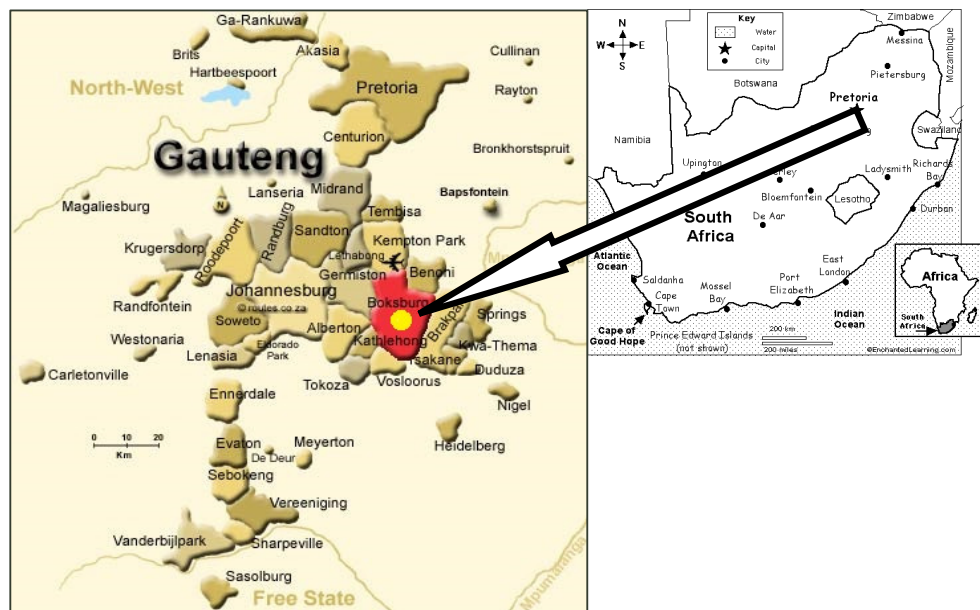 Ga-Rankuwa
Akasia
Brits
Cullinan
Hartbeespoort
North-West
Pretoria
Rayton
Centurion
Gauteng
Bronkhorstspruit
Lanseria
Midrand
Bapsfontein
Magaliesburg
N
Tembisa
Krugersdorp
Roodepoort
Randburg
Sandton
Kempton Park
Lethabong
Germiston
Benoni
Randfontein
Johannesburg
Boksburg
© routes.co.za
Soweto
Alberton
Brakpan
Springs
Westonaria
Lenasia
Eldorado
Park
Kathlehong
Kwa-Thema
Tsakane
Carletonville
Tokoza
Vosloorus
Duduza
Nigel
Ennerdale
0 10 20
Km
Evaton
Meyerton
De Deur
Heidelberg
Sebokeng
Vereeniging
Vanderbijlpark
Sharpeville
Sasolburg
Free State
Mpumalanga
Key
Water
Capital
City
N
W E
S
Zimbabwe
Messina
Mozambique
Botswana
Pietersburg
Pretoria
Namibia
Swaziland
Upington
Ladysmith
Richards
Bay
Bloemfontein
Lesotho
Durban
De Aar
South
Africa
Atlantic
Ocean
Saldanha
Cape
Town
Mossel
Bay
Port
Elizabeth
East
London
Indian
Ocean
Cape of
Good Hope
Prince Edward Islands
(not shown)
200 km
200 miles
Africa
South
Africa
©EnchantedLearning.com